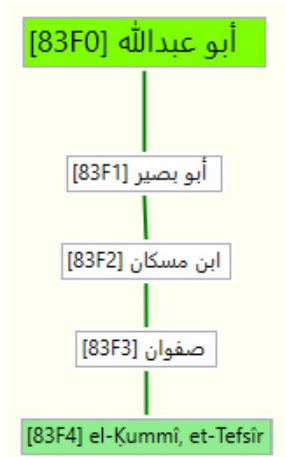 أبو عبدالله [83F0]
أبو بصير [83F1]
ابن مسكان [83F2]
صفوان [83F3]
[83F4] el-Ḳummî, et-Tefsîr